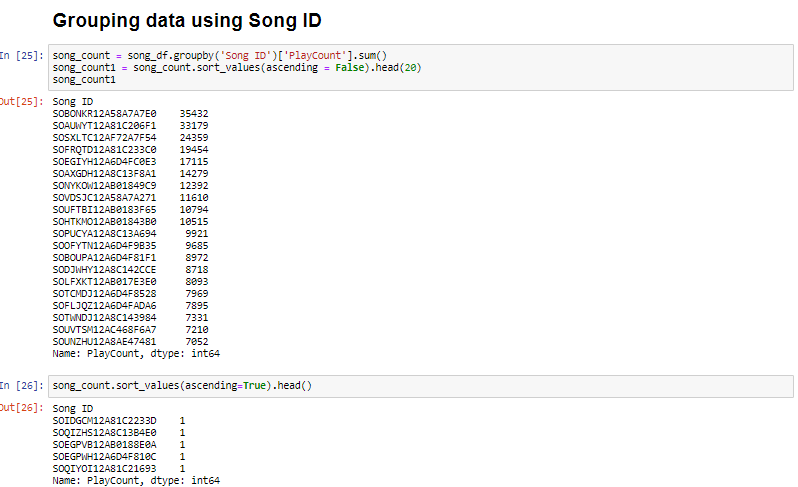 Grouping data using Song ID
In [25]: song_count = song_df.groupby('Song ID')['PlayCount'].sum()
song_count1 = song_count.sort_values(ascending = False).head(20)
song_count1
Out[25]: Song ID
SOBONKR12A58A7A7E0 35432
SOAUWYT12A81C206F1 33179
SOSXLTC12AF72A7F54 24359
SOFRQTD12A81C233C0 19454
SOEGIYH12A6D4FC0E3 17115
SOAXGDH12A8C13F8A1 14279
SONYKOW12AB01849C9 12392
SOVDSJC12A58A7A271 11610
SOUFTBI12AB0183F65 10794
SOHTKMO12AB01843B0 10515
SOPUCYA12A8C13A694 9921
SOOFYTN12A6D4F9B35 9685
SOBOUPA12A6D4F81F1 8972
SODJWHY12A8C142CCE 8718
SOLFXKT12AB017E3E0 8093
SOTCMDJ12A6D4F8528 7969
SOFLJQZ12A6D4FADA6 7895
SOTWNDJ12A8C143984 7331
SOUVTSM12AC468F6A7 7210
SOUNZHU12A8AE47481 7052
Name: PlayCount, dtype: int64
In [26]: song_count.sort_values(ascending=True).head()
Out[26]: Song ID
SOIDGCM12A81C2233D 1
SOQIZHS12A8C13B4E0 1
SOEGPVB12AB0188E0A 1
SOEGPWH12A6D4F810C 1
SOQIYOI12A81C21693 1
Name: PlayCount, dtype: int64